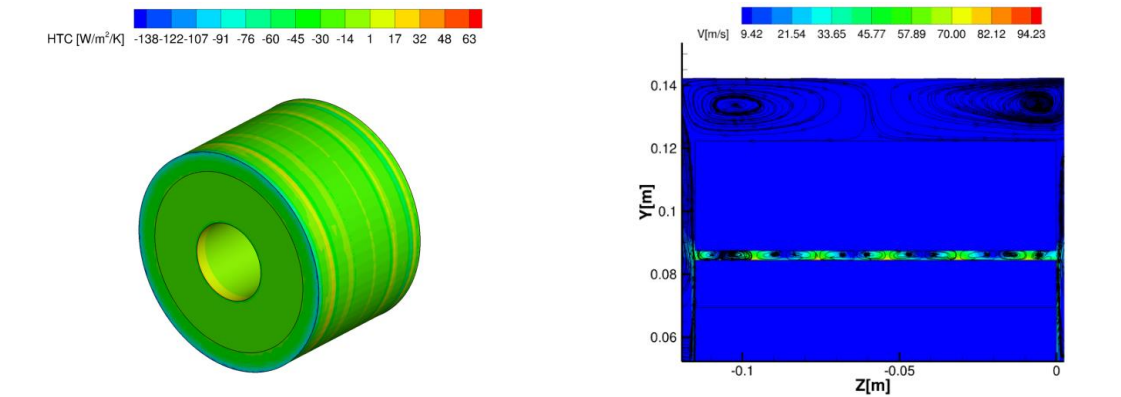 HTC [W/m²/K] -138-122-107 -91 -76 -60 -45 -30 -14 1 17 32 48 63
V[m/s] 9.42 21.54 33.65 45.77 57.89 70.00 82.12 94.23
0.14
0.12
0.1
0.08
0.06
Y[m]
-0.1 -0.05 0
Z[m]